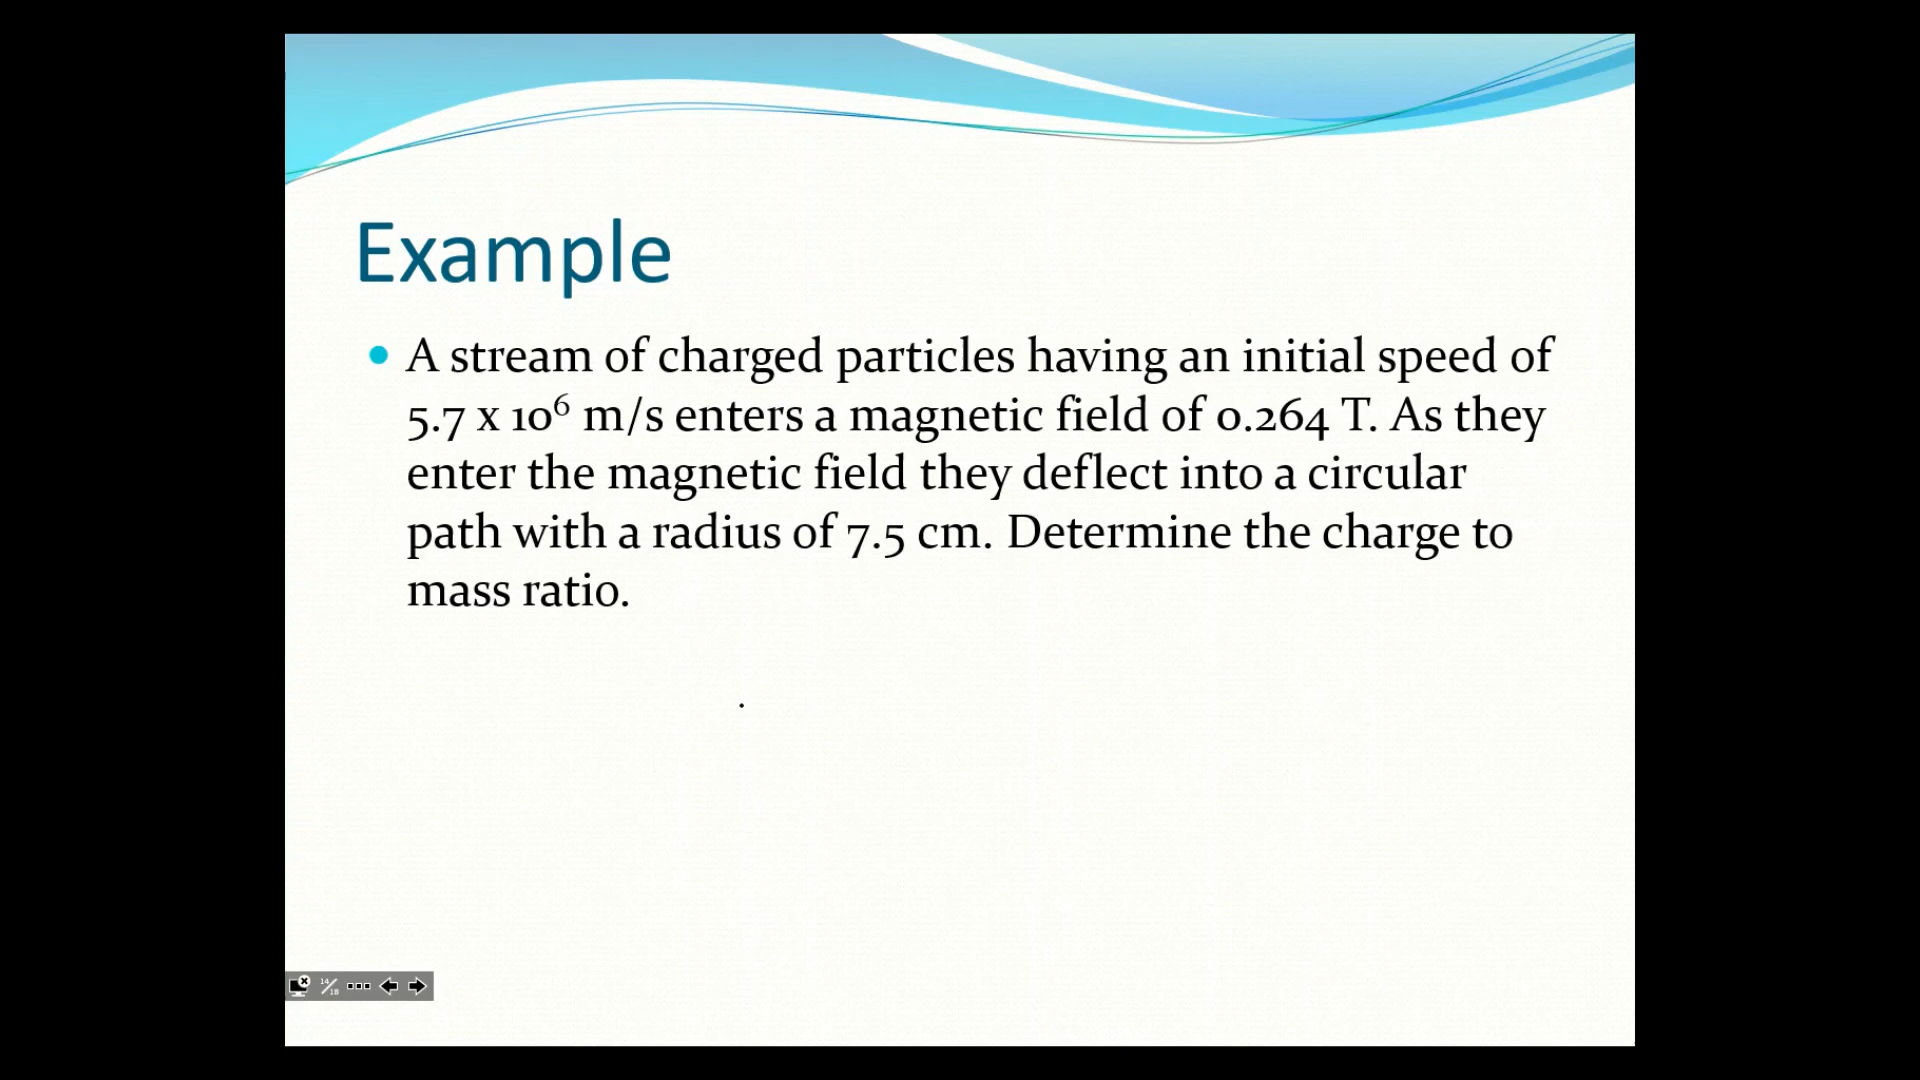 Example
A stream of charged particles having an initial speed of
5.7 x 10⁶ m/s enters a magnetic field of 0.264 T. As they
enter the magnetic field they deflect into a circular
path with a radius of 7.5 cm. Determine the charge to
mass ratio.
14/18